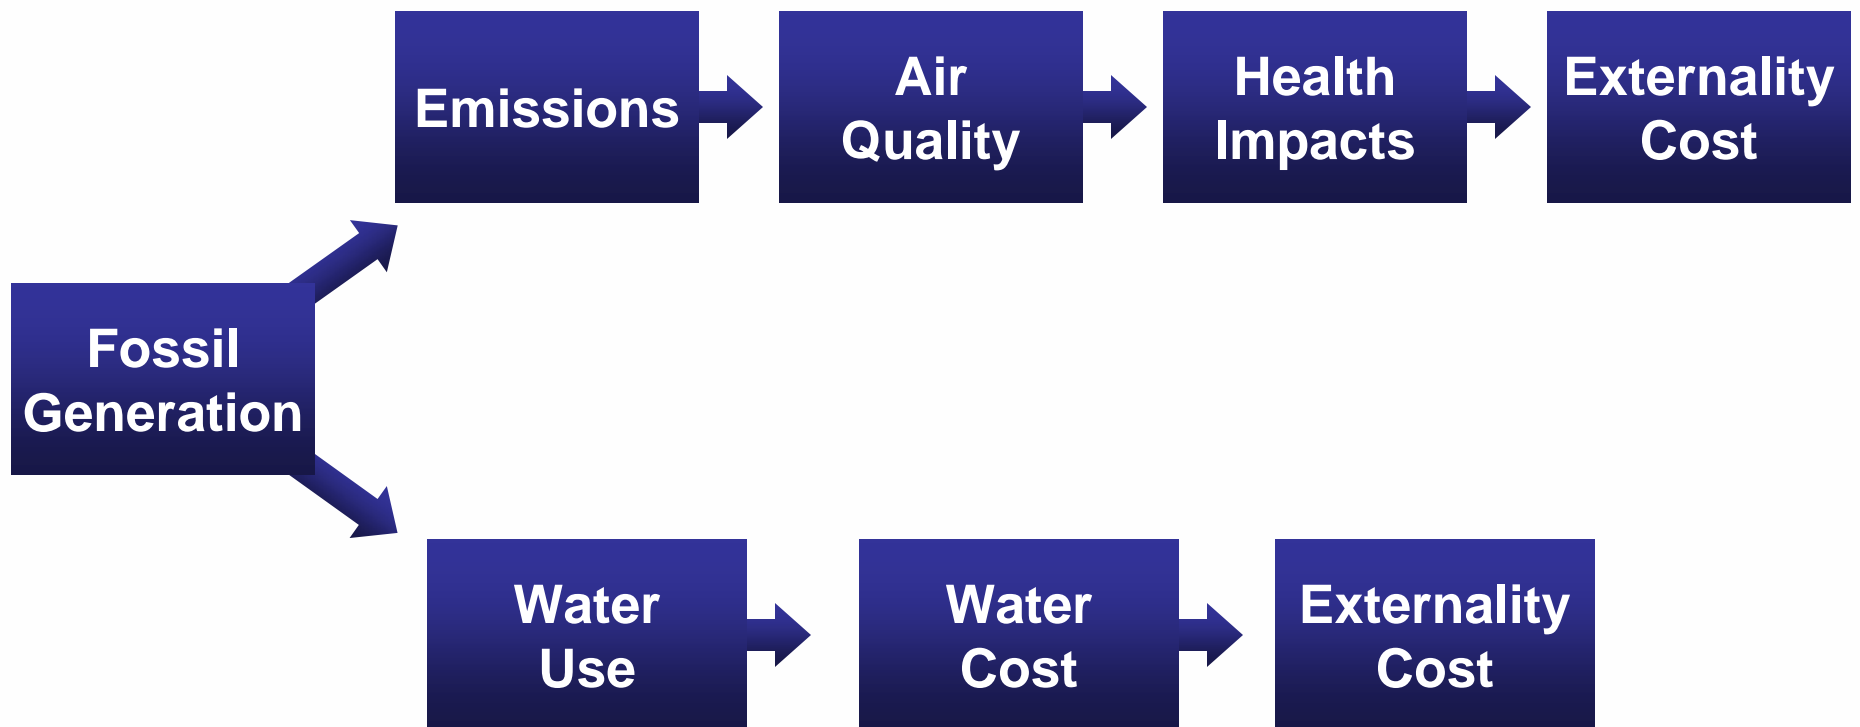 Emissions
Air
Quality
Health
Impacts
Externality
Cost
Fossil
Generation
Water
Use
Water
Cost
Externality
Cost